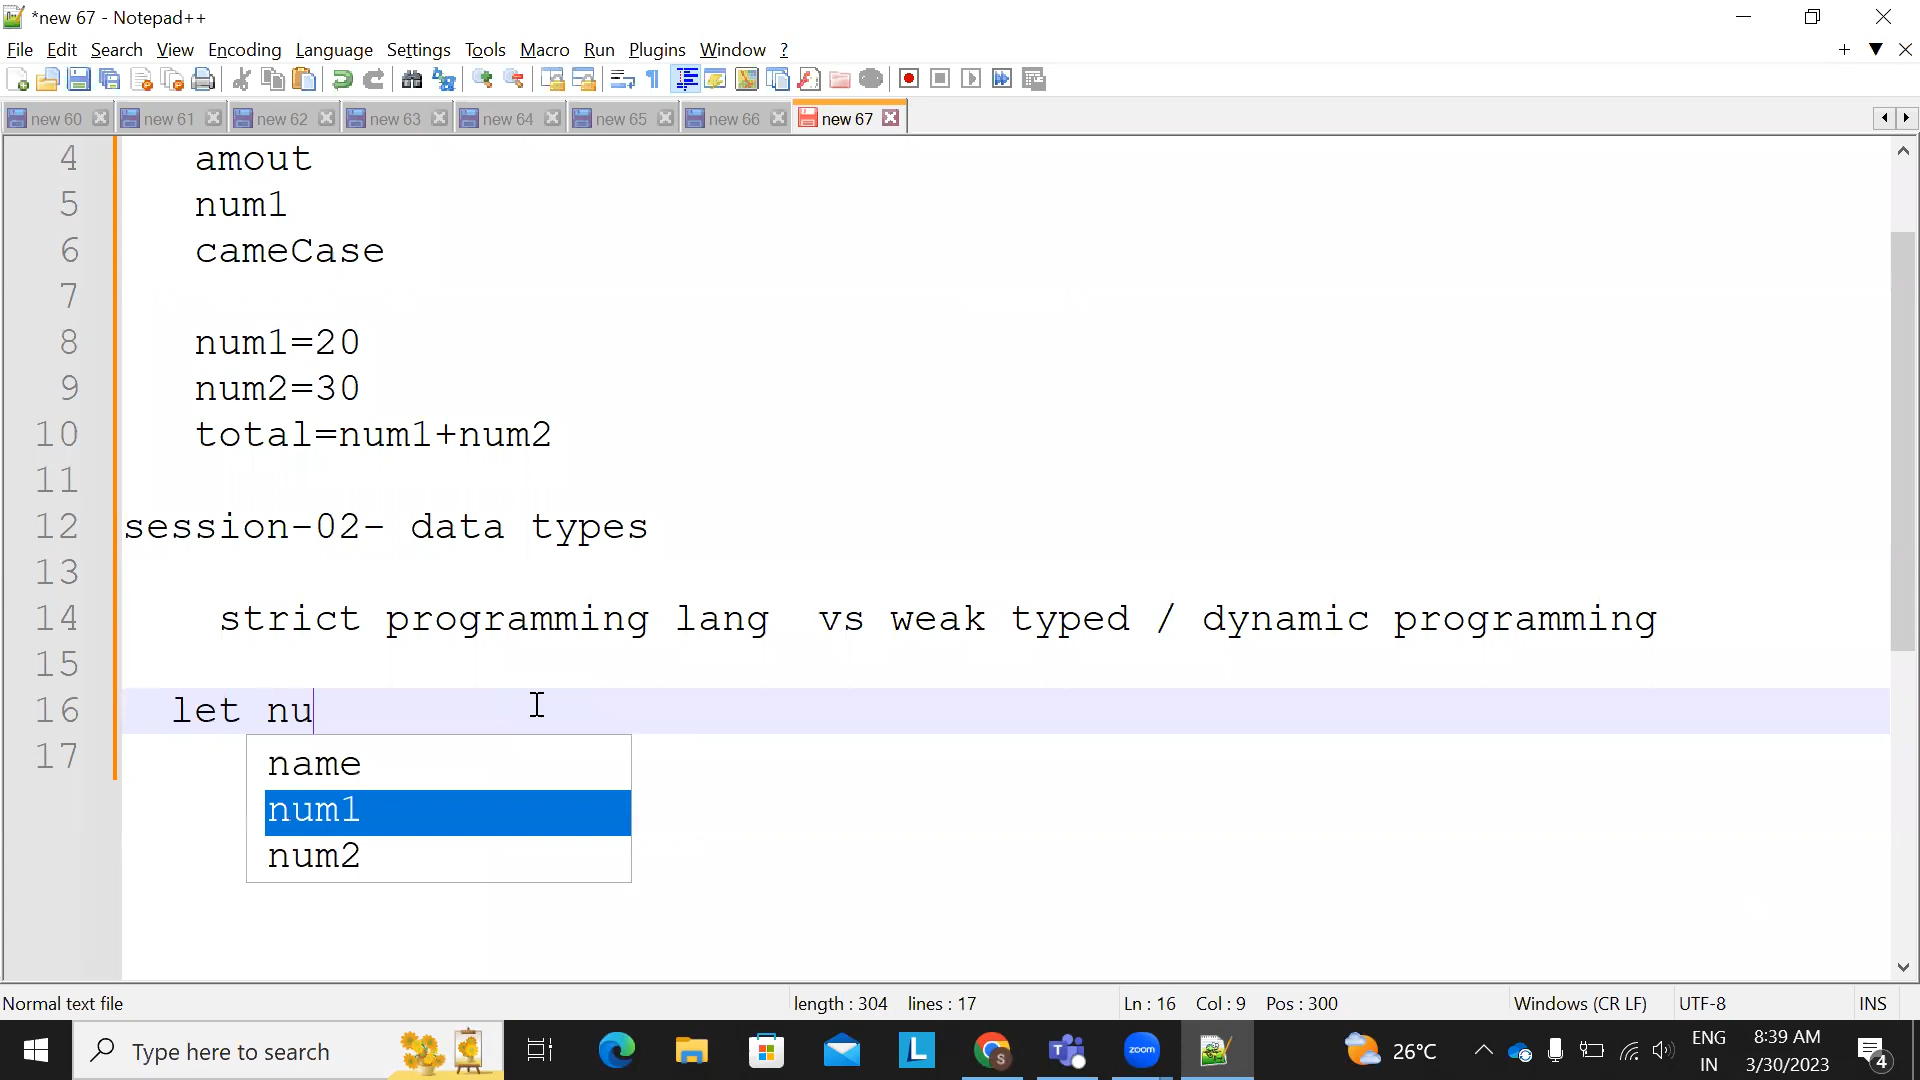 *new 67 - Notepad++
File Edit Search View Encoding Language Settings Tools Macro Run Plugins Window ?
new 60 new 61 new 62 new 63 new 64 new 65 new 66 new 67
4 amout
5 num1
6 cameCase
7
8 num1=20
9 num2=30
10 total=num1+num2
11
12 session-02- data types
13
14 strict programming lang vs weak typed / dynamic programming
15
16 let nu
17
name
num1
num2
Normal text file length : 304 lines : 17 Ln : 16 Col : 9 Pos : 300 Windows (CR LF) UTF-8 INS
Type here to search L S zoom 26°C ENG IN 8:39 AM 3/30/2023 4